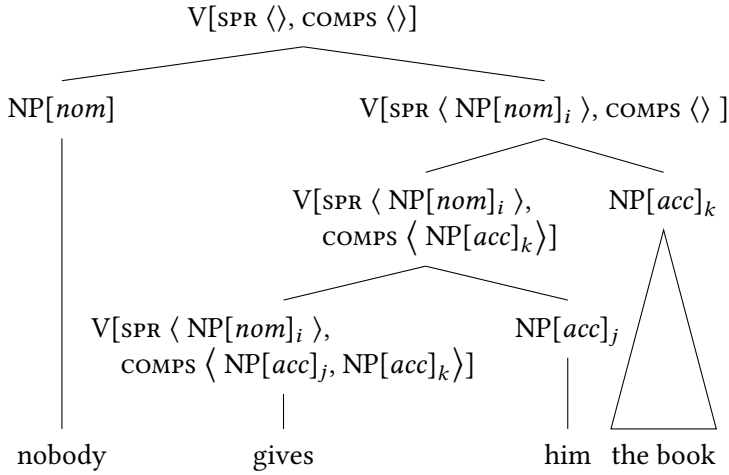 V[SPR ⟨⟩, COMPS ⟨⟩]
NP[nom] V[SPR ⟨ NP[nom]i ⟩, COMPS ⟨⟩ ]
V[SPR ⟨ NP[nom]i ⟩, NP[acc]k
COMPS ⟨ NP[acc]k⟩]
V[SPR ⟨ NP[nom]i ⟩, NP[acc]j
COMPS ⟨ NP[acc]j, NP[acc]k⟩]
nobody gives him the book